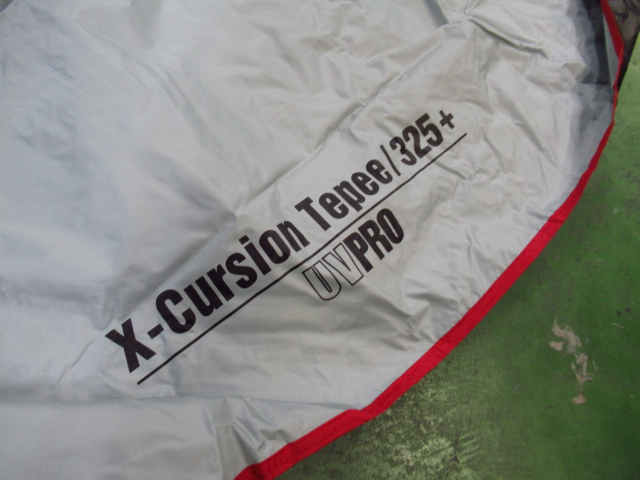 X-Cursion Tepee/325+
UVPRO